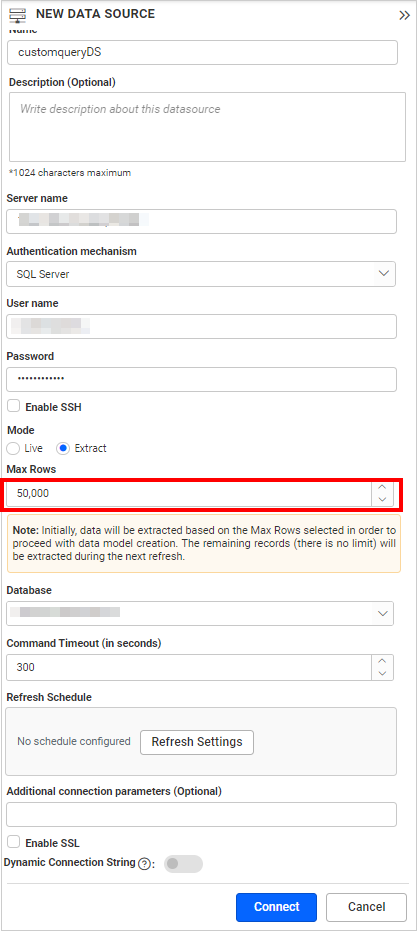 NEW DATA SOURCE
Name
customqueryDS
Description (Optional)
Write description about this datasource
*1024 characters maximum
Server name
Authentication mechanism
SQL Server
User name
Password
••••••••••••
Enable SSH
Mode
Live
Extract
Max Rows
50,000
Note: Initially, data will be extracted based on the Max Rows selected in order to
proceed with data model creation. The remaining records (there is no limit) will
be extracted during the next refresh.
Database
Command Timeout (in seconds)
300
Refresh Schedule
No schedule configured
Refresh Settings
Additional connection parameters (Optional)
Enable SSL
Dynamic Connection String ? :
Connect
Cancel